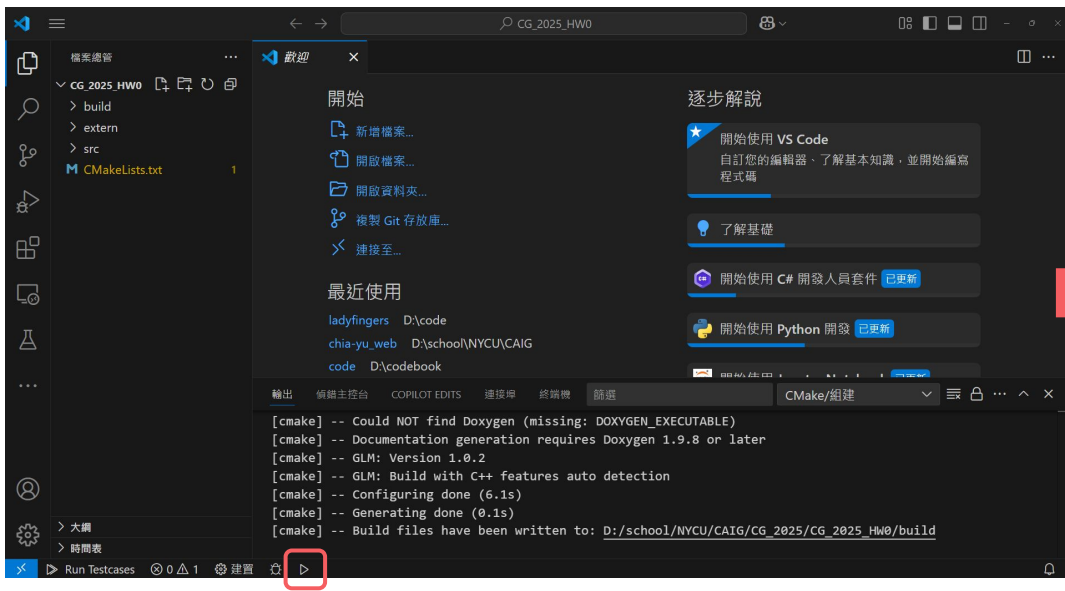 CG_2025_HW0
檔案總管
CG_2025_HW0
build
extern
src
M CMakeLists.txt 1
大綱
時間表
歡迎
開始
新增檔案...
開啟檔案...
開啟資料夾...
複製 Git 存放庫...
連接至...
最近使用
ladyfingers D:\code
chia-yu_web D:\school\NYCU\CAIG
code D:\codebook
逐步解說
開始使用 VS Code
自訂您的編輯器、了解基本知識，並開始編寫
程式碼
了解基礎
開始使用 C# 開發人員套件 已更新
開始使用 Python 開發 已更新
輸出 偵錯主控台 COPILOT EDITS 連接埠 終端機 篩選 CMake/組建
[cmake] -- Could NOT find Doxygen (missing: DOXYGEN_EXECUTABLE)
[cmake] -- Documentation generation requires Doxygen 1.9.8 or later
[cmake] -- GLM: Version 1.0.2
[cmake] -- GLM: Build with C++ features auto detection
[cmake] -- Configuring done (6.1s)
[cmake] -- Generating done (0.1s)
[cmake] -- Build files have been written to: D:/school/NYCU/CAIG/CG_2025/CG_2025_HW0/build
Run Testcases 0 1 建置